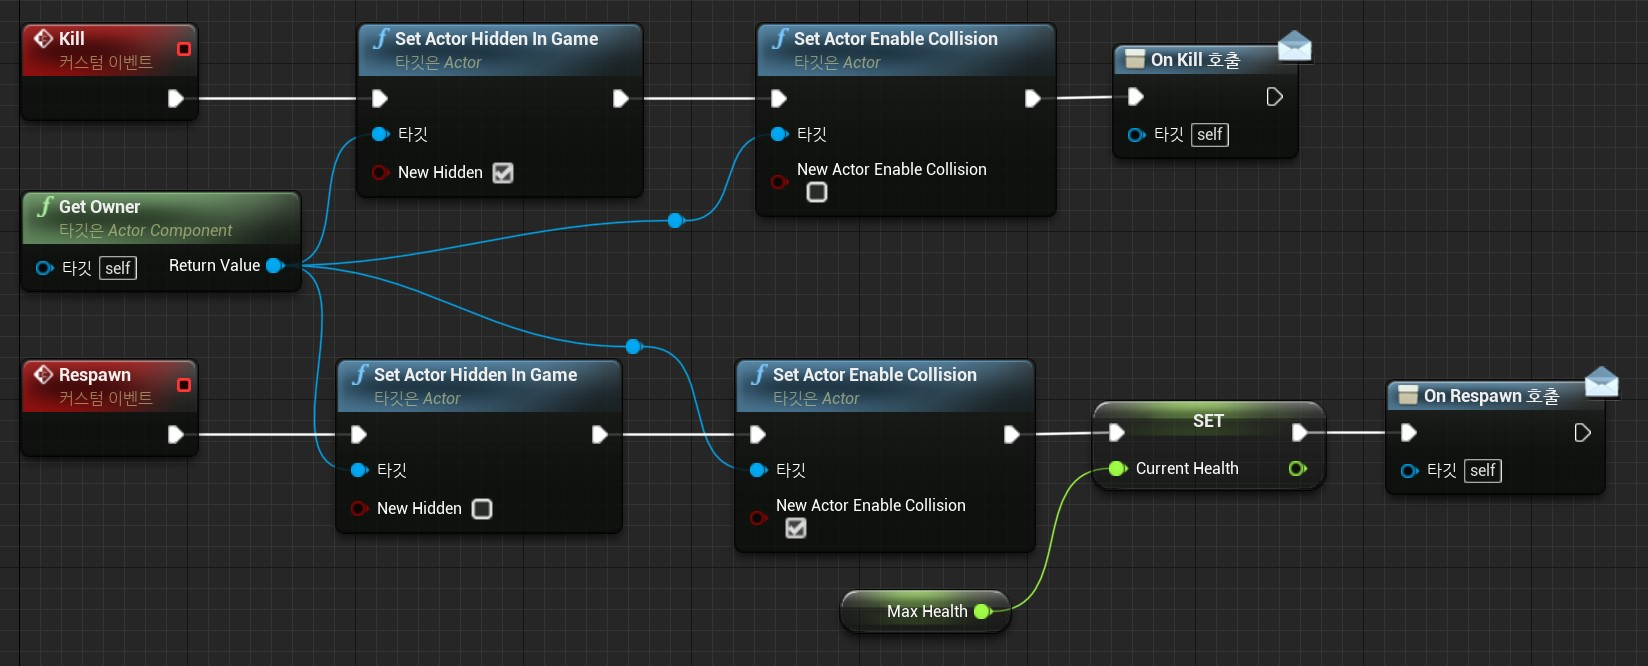 Kill
커스텀 이벤트
Set Actor Hidden In Game
타깃은 Actor
타깃
New Hidden
Set Actor Enable Collision
타깃은 Actor
타깃
New Actor Enable Collision
On Kill 호출
타깃 self
Get Owner
타깃은 Actor Component
타깃 self Return Value
Respawn
커스텀 이벤트
Set Actor Hidden In Game
타깃은 Actor
타깃
New Hidden
Set Actor Enable Collision
타깃은 Actor
타깃
New Actor Enable Collision
SET
Current Health
On Respawn 호출
타깃 self
Max Health